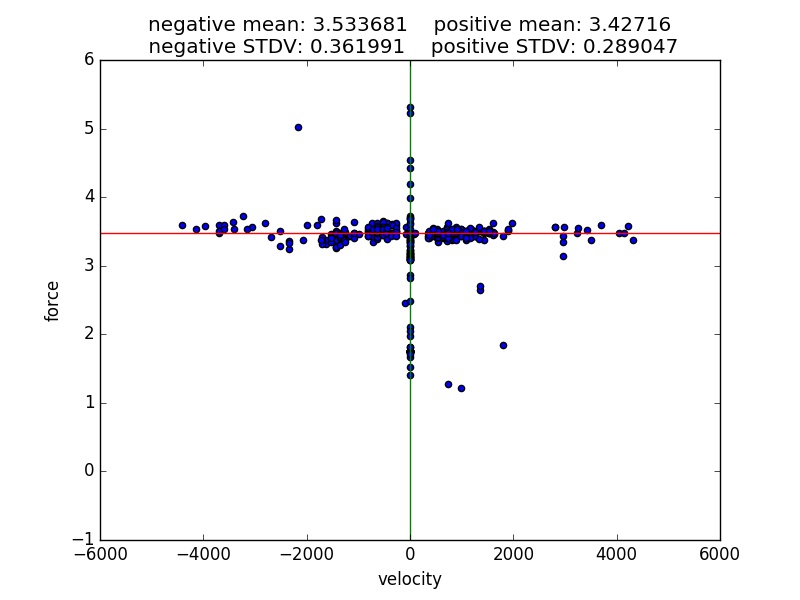 negative mean: 3.533681 positive mean: 3.42716
negative STDV: 0.361991 positive STDV: 0.289047
6
5
4
3
2
1
0
−1
force
−6000 −4000 −2000 0 2000 4000 6000
velocity